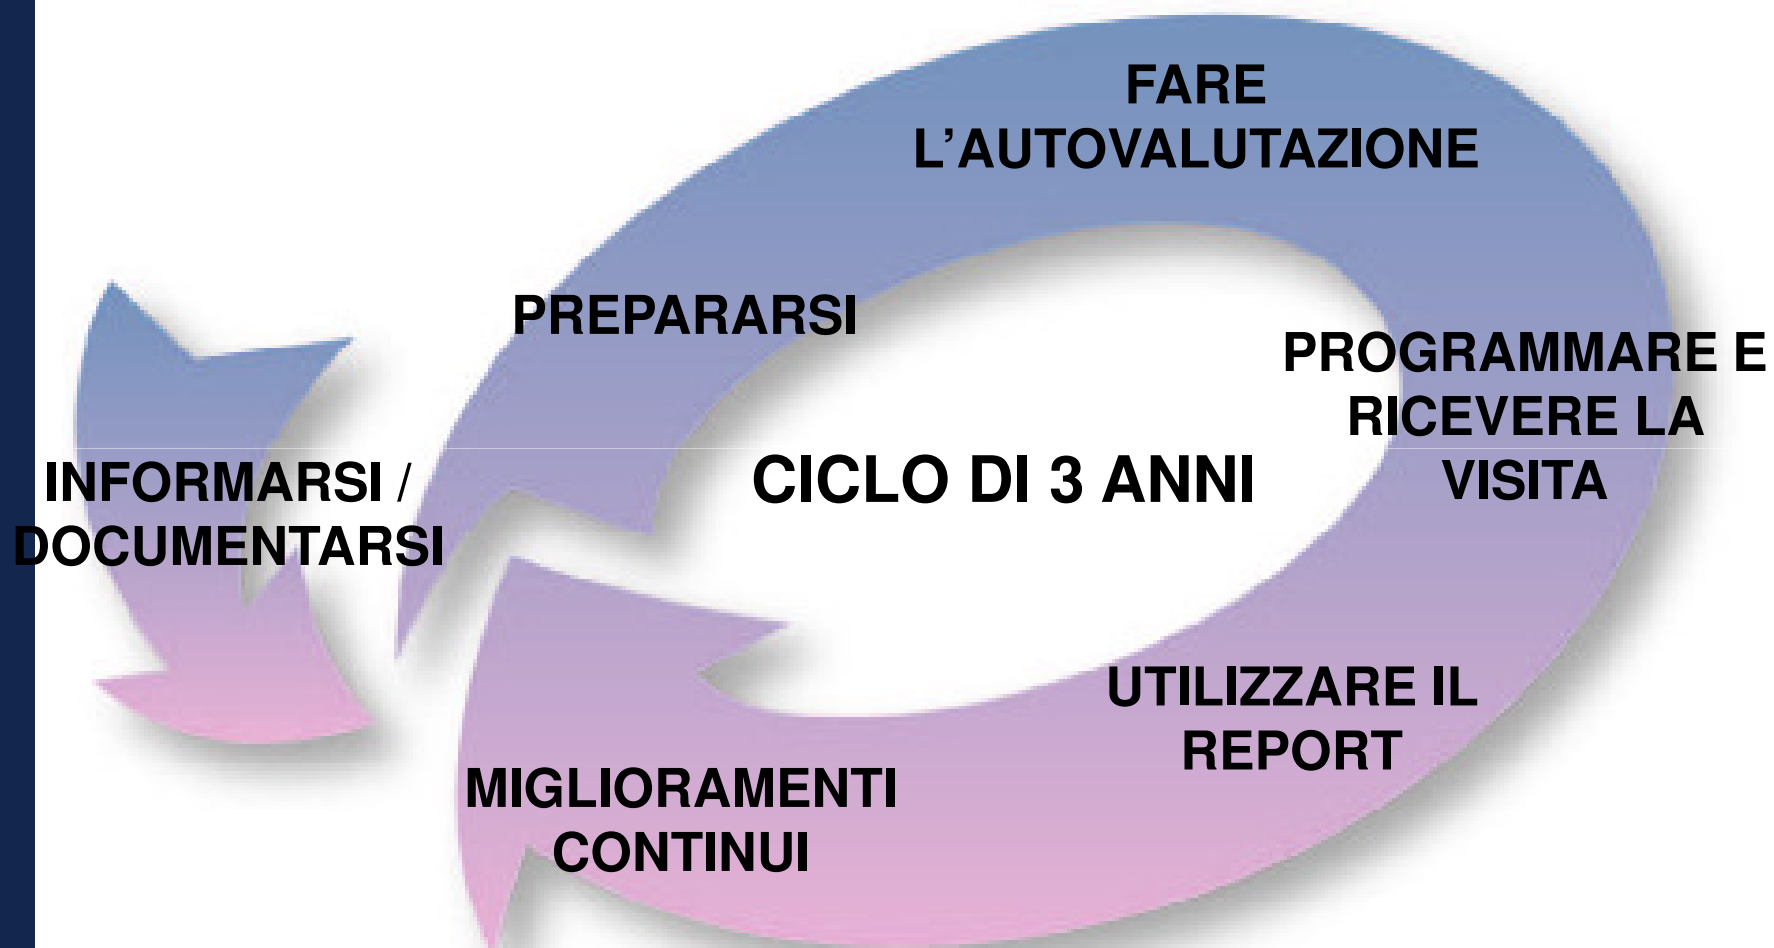 FARE
L’AUTOVALUTAZIONE
PREPARARSI
PROGRAMMARE E
RICEVERE LA
VISITA
INFORMARSI /
DOCUMENTARSI
CICLO DI 3 ANNI
UTILIZZARE IL
REPORT
MIGLIORAMENTI
CONTINUI